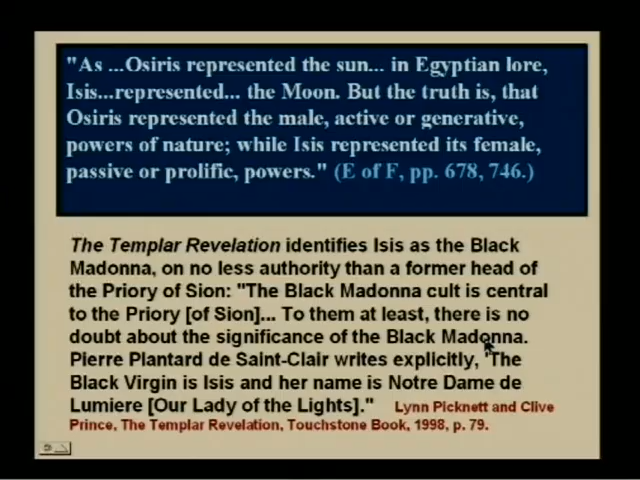 "As ...Osiris represented the sun... in Egyptian lore,
Isis...represented... the Moon. But the truth is, that
Osiris represented the male, active or generative,
powers of nature; while Isis represented its female,
passive or prolific, powers." (E of F, pp. 678, 746.)
The Templar Revelation identifies Isis as the Black
Madonna, on no less authority than a former head of
the Priory of Sion: "The Black Madonna cult is central
to the Priory [of Sion]... To them at least, there is no
doubt about the significance of the Black Madonna.
Pierre Plantard de Saint-Clair writes explicitly, 'The
Black Virgin is Isis and her name is Notre Dame de
Lumiere [Our Lady of the Lights]." Lynn Picknett and Clive
Prince, The Templar Revelation, Touchstone Book, 1998, p. 79.